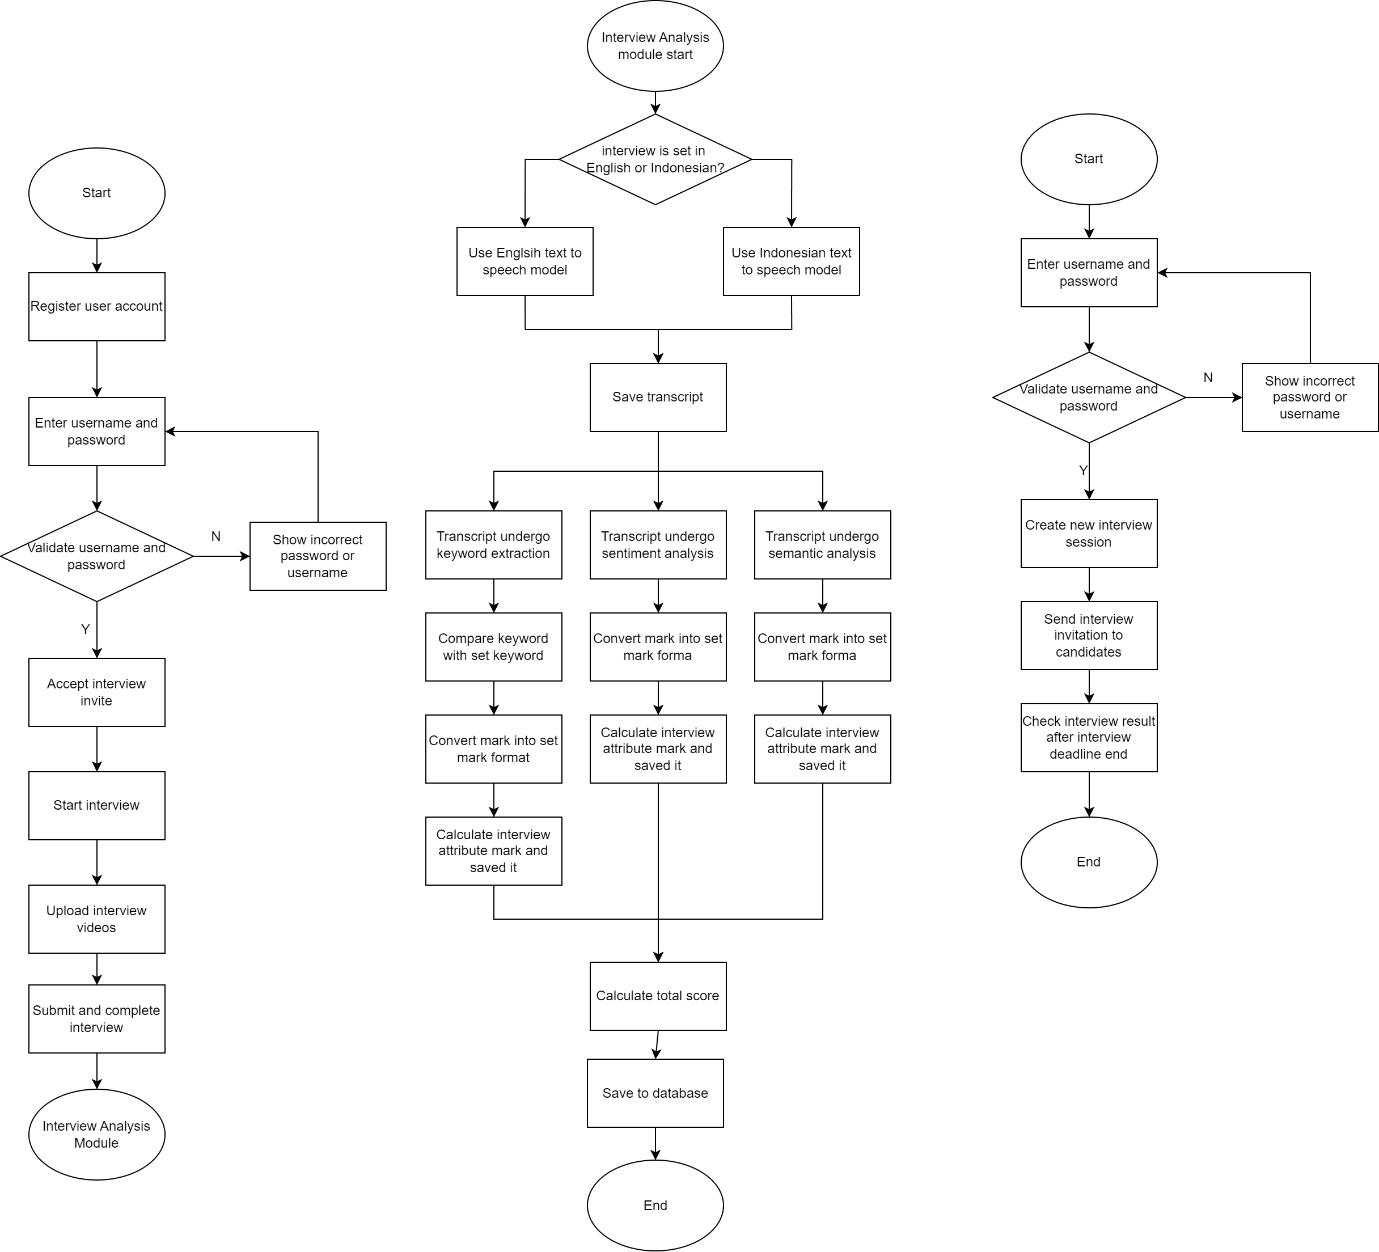 Start
Register user account
Enter username and
password
Validate username and
password
N
Show incorrect
password or
username
Y
Accept interview
invite
Start interview
Upload interview
videos
Submit and complete
interview
Interview Analysis
Module
Interview Analysis
module start
interview is set in
English or Indonesian?
Use Englsih text to
speech model
Use Indonesian text
to speech model
Save transcript
Transcript undergo
keyword extraction
Transcript undergo
sentiment analysis
Transcript undergo
semantic analysis
Compare keyword
with set keyword
Convert mark into set
mark forma
Convert mark into set
mark forma
Convert mark into set
mark format
Calculate interview
attribute mark and
saved it
Calculate interview
attribute mark and
saved it
Calculate interview
attribute mark and
saved it
Calculate total score
Save to database
End
Start
Enter username and
password
Validate username and
password
N
Show incorrect
password or
username
Y
Create new interview
session
Send interview
invitation to
candidates
Check interview result
after interview
deadline end
End